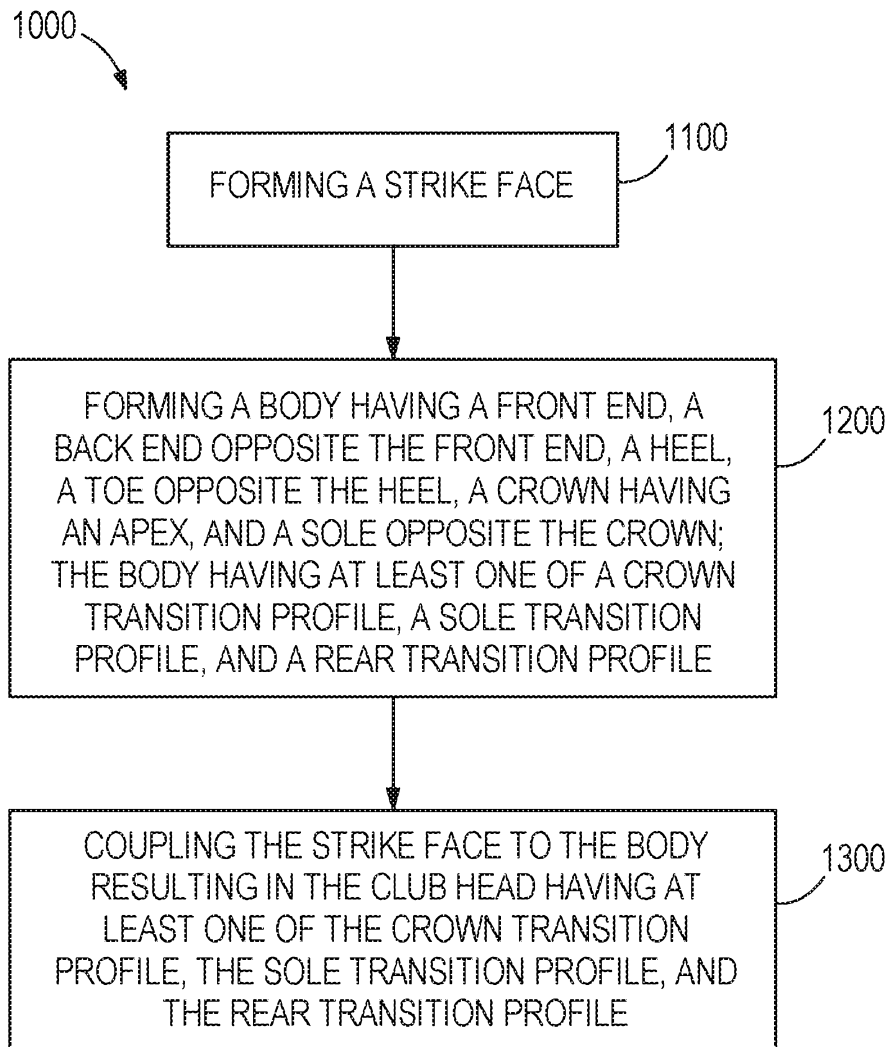 1000
1100
FORMING A STRIKE FACE
FORMING A BODY HAVING A FRONT END, A
BACK END OPPOSITE THE FRONT END, A HEEL,
A TOE OPPOSITE THE HEEL, A CROWN HAVING
AN APEX, AND A SOLE OPPOSITE THE CROWN;
THE BODY HAVING AT LEAST ONE OF A CROWN
TRANSITION PROFILE, A SOLE TRANSITION
PROFILE, AND A REAR TRANSITION PROFILE
1200
COUPLING THE STRIKE FACE TO THE BODY
RESULTING IN THE CLUB HEAD HAVING AT
LEAST ONE OF THE CROWN TRANSITION
PROFILE, THE SOLE TRANSITION PROFILE, AND
THE REAR TRANSITION PROFILE
1300